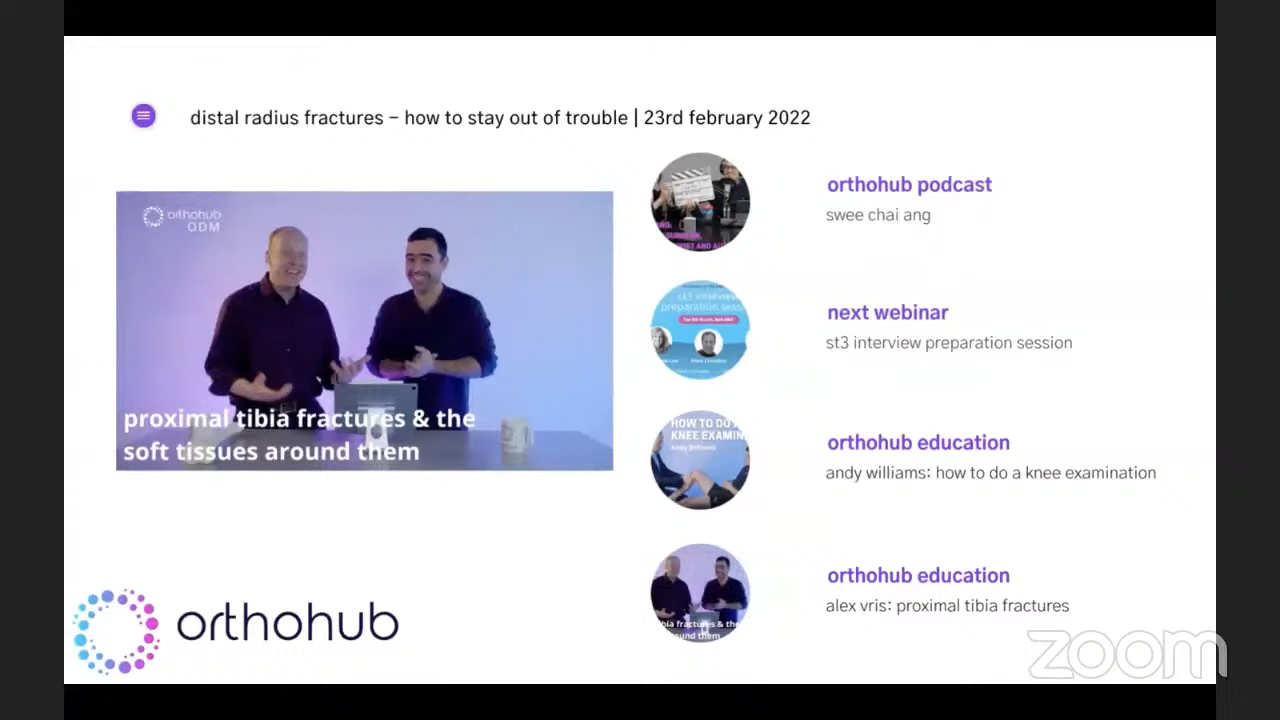 distal radius fractures – how to stay out of trouble | 23rd february 2022
orthohub
ODM
proximal tibia fractures & the
soft tissues around them
orthohub podcast
swee chai ang
next webinar
st3 interview preparation session
HOW TO DO
KNEE EXAMIN
orthohub education
andy williams: how to do a knee examination
orthohub education
alex vris: proximal tibia fractures
orthohub
zoom